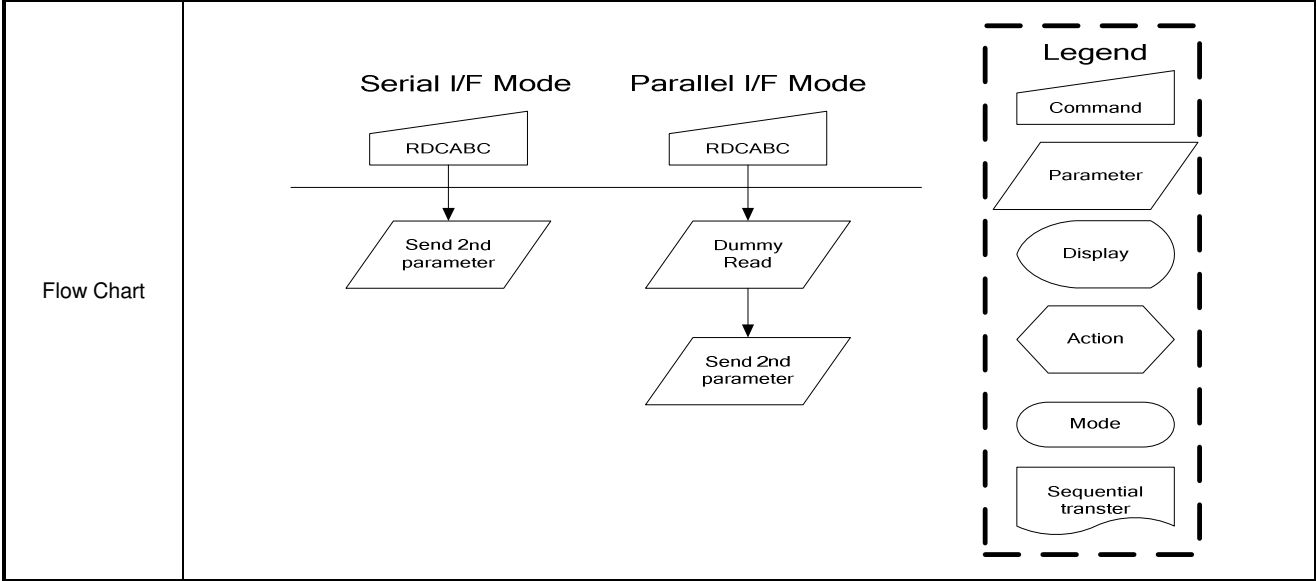 Flow Chart
Serial I/F Mode
RDCABC
Send 2nd
parameter
Parallel I/F Mode
RDCABC
Dummy
Read
Send 2nd
parameter
Legend
Command
Parameter
Display
Action
Mode
Sequential
transter